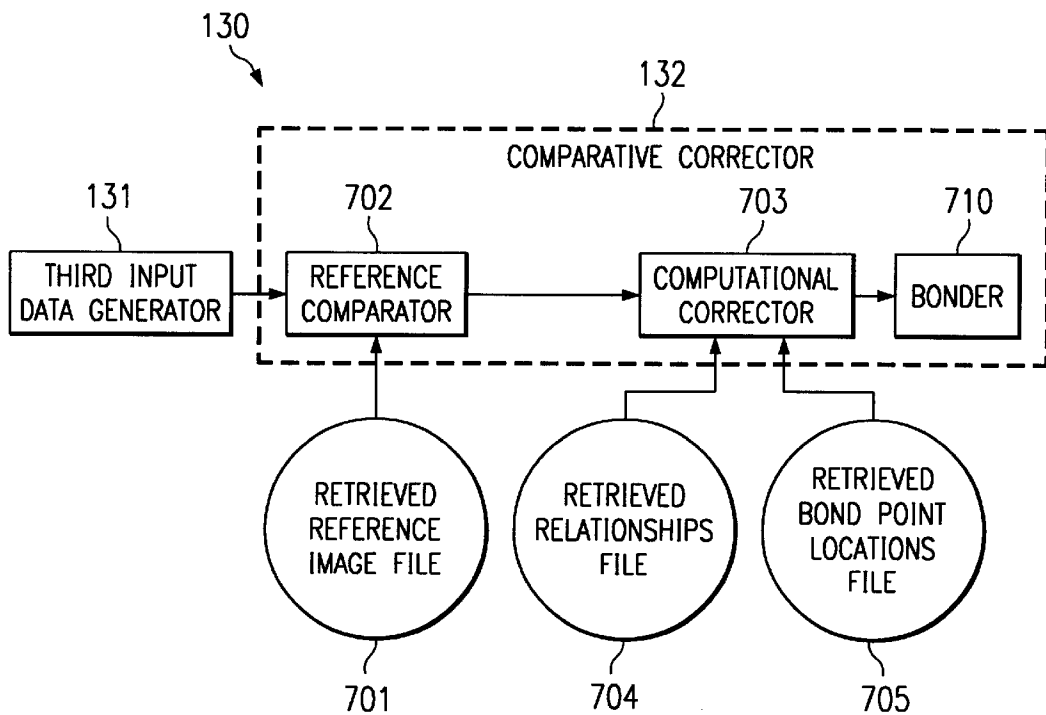 130
132
COMPARATIVE CORRECTOR
131
702
703
710
THIRD INPUT
DATA GENERATOR
REFERENCE
COMPARATOR
COMPUTATIONAL
CORRECTOR
BONDER
RETRIEVED
REFERENCE
IMAGE FILE
RETRIEVED
RELATIONSHIPS
FILE
RETRIEVED
BOND POINT
LOCATIONS
FILE
701
704
705